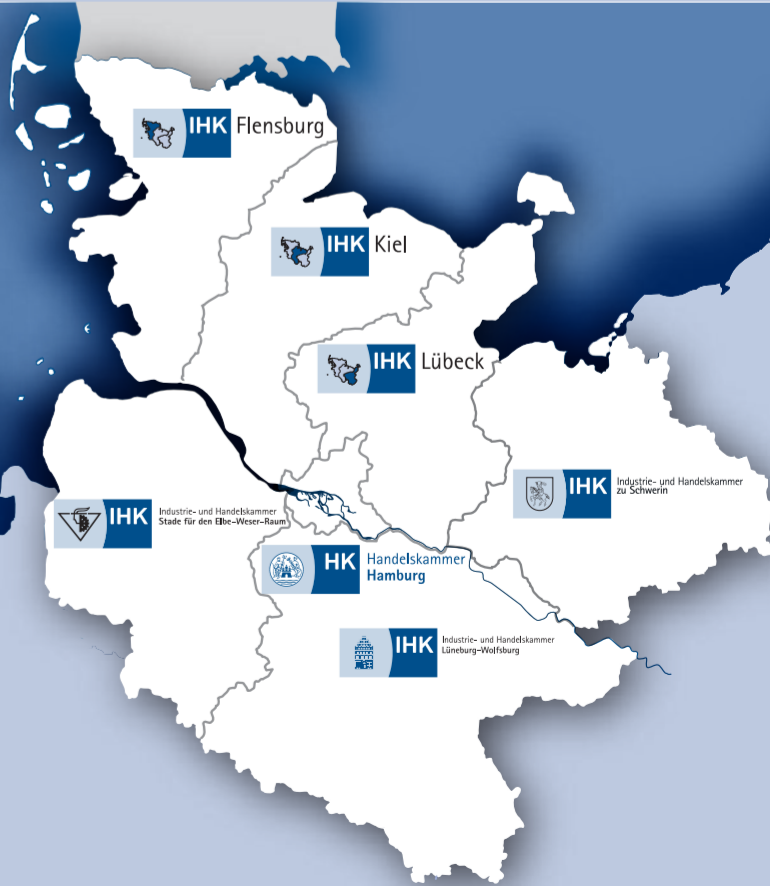 IHK Flensburg
IHK Kiel
IHK Lübeck
IHK Industrie- und Handelskammer
zu Schwerin
IHK Industrie- und Handelskammer
Stade für den Elbe-Weser-Raum
HK Handelskammer
Hamburg
IHK Industrie- und Handelskammer
Lüneburg-Wolfsburg